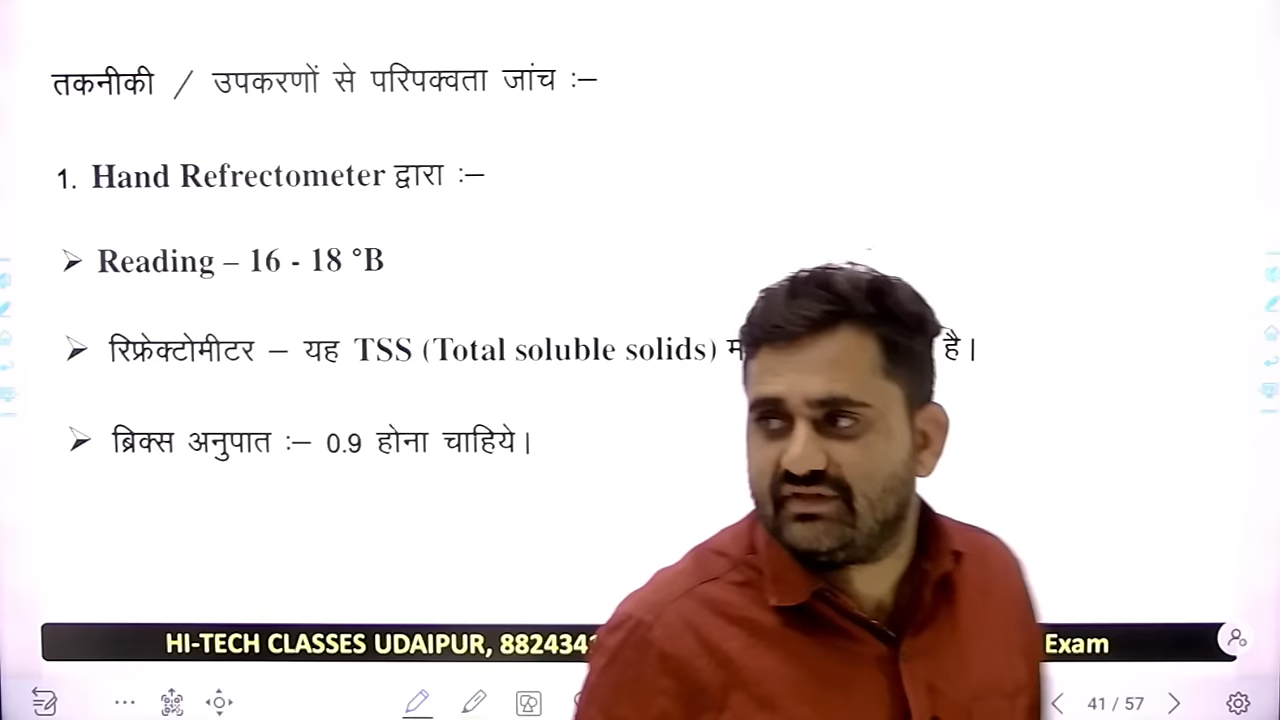 तकनीकी / उपकरणों से परिपक्वता जांच :–
1. Hand Refrectometer द्वारा :–
➢ Reading – 16 - 18 °B
➢ रिफ्रेक्टोमीटर – यह TSS (Total soluble solids) है।
➢ ब्रिक्स अनुपात :– 0.9 होना चाहिये।
HI-TECH CLASSES UDAIPUR, 88243 Exam
41 / 57